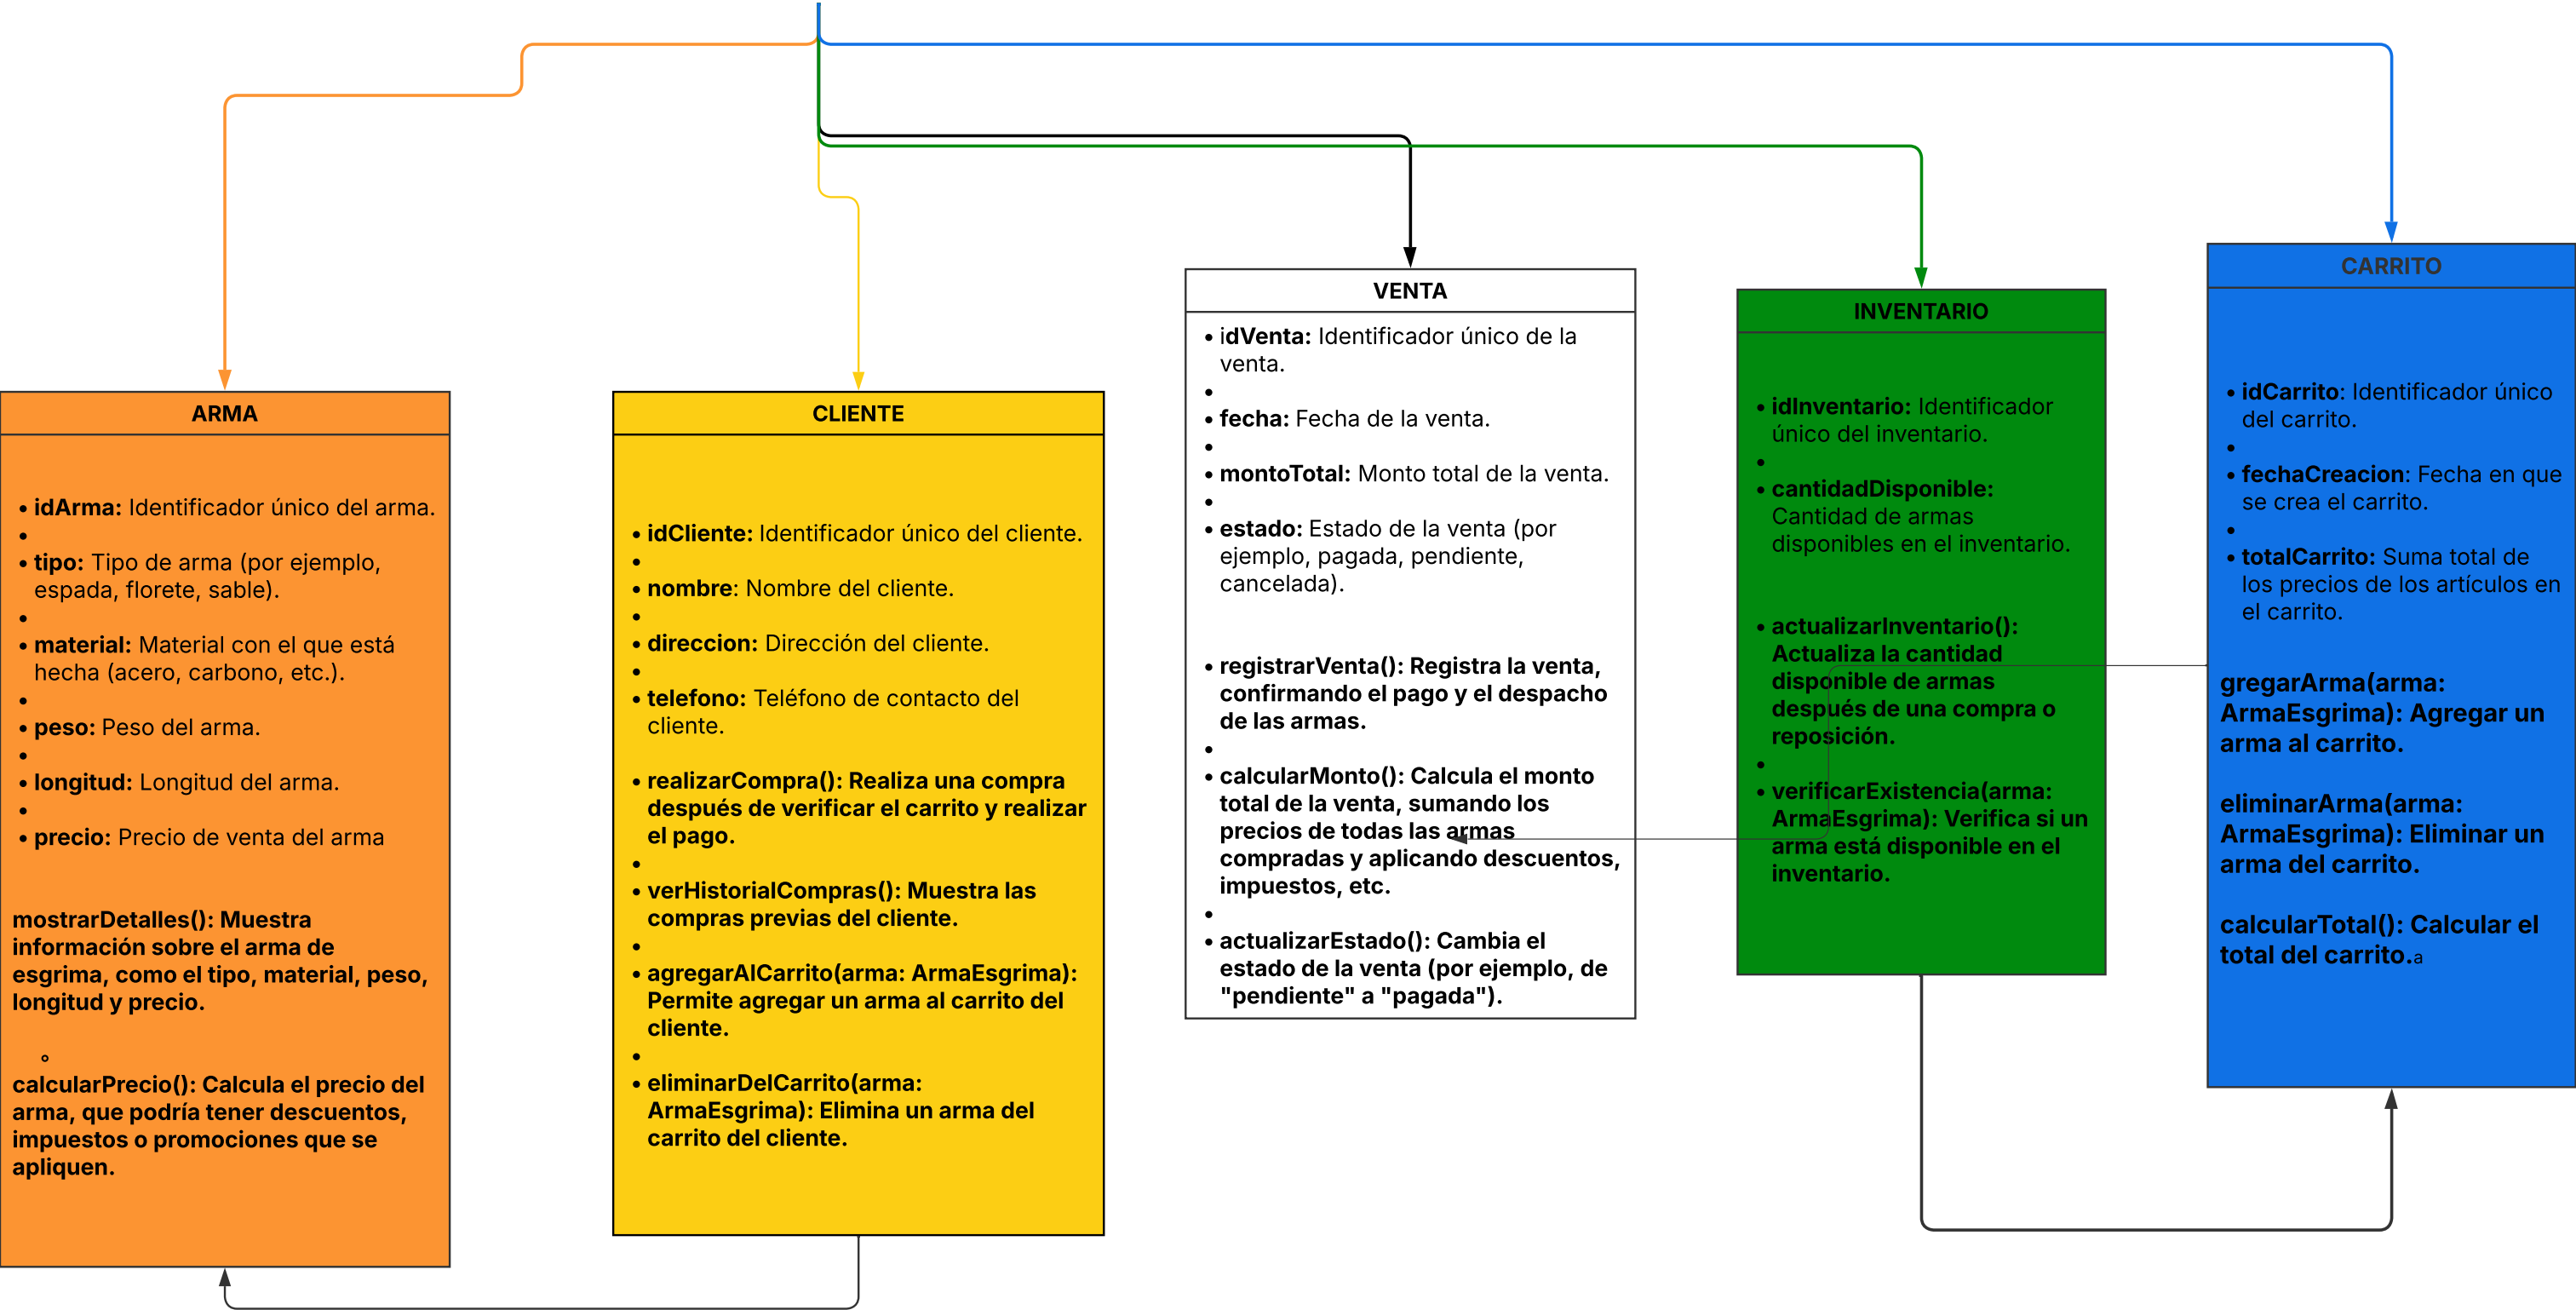 ARMA
idArma: Identificador único del arma.
tipo: Tipo de arma (por ejemplo,
espada, florete, sable).
material: Material con el que está
hecha (acero, carbono, etc.).
peso: Peso del arma.
longitud: Longitud del arma.
precio: Precio de venta del arma
mostrarDetalles(): Muestra
información sobre el arma de
esgrima, como el tipo, material, peso,
longitud y precio.
calcularPrecio(): Calcula el precio del
arma, que podría tener descuentos,
impuestos o promociones que se
apliquen.
CLIENTE
idCliente: Identificador único del cliente.
nombre: Nombre del cliente.
direccion: Dirección del cliente.
telefono: Teléfono de contacto del
cliente.
realizarCompra(): Realiza una compra
después de verificar el carrito y realizar
el pago.
verHistorialCompras(): Muestra las
compras previas del cliente.
agregarAlCarrito(arma: ArmaEsgrima):
Permite agregar un arma al carrito del
cliente.
eliminarDelCarrito(arma:
ArmaEsgrima): Elimina un arma del
carrito del cliente.
VENTA
idVenta: Identificador único de la
venta.
fecha: Fecha de la venta.
montoTotal: Monto total de la venta.
estado: Estado de la venta (por
ejemplo, pagada, pendiente,
cancelada).
registrarVenta(): Registra la venta,
confirmando el pago y el despacho
de las armas.
calcularMonto(): Calcula el monto
total de la venta, sumando los
precios de todas las armas
compradas y aplicando descuentos,
impuestos, etc.
actualizarEstado(): Cambia el
estado de la venta (por ejemplo, de
"pendiente" a "pagada").
INVENTARIO
idInventario: Identificador
único del inventario.
cantidadDisponible:
Cantidad de armas
disponibles en el inventario.
actualizarInventario():
Actualiza la cantidad
disponible de armas
después de una compra o
reposición.
verificarExistencia(arma:
ArmaEsgrima): Verifica si un
arma está disponible en el
inventario.
CARRITO
idCarrito: Identificador único
del carrito.
fechaCreacion: Fecha en que
se crea el carrito.
totalCarrito: Suma total de
los precios de los artículos en
el carrito.
gregarArma(arma:
ArmaEsgrima): Agregar un
arma al carrito.
eliminarArma(arma:
ArmaEsgrima): Eliminar un
arma del carrito.
calcularTotal(): Calcular el
total del carrito.a